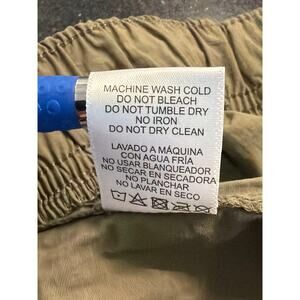 MACHINE WASH COLD
DO NOT BLEACH
DO NOT TUMBLE DRY
NO IRON
DO NOT DRY CLEAN
LAVADO A MÁQUINA
CON AGUA FRÍA
NO USAR BLANQUEADOR
NO SECAR EN SECADORA
NO PLANCHAR
NO LAVAR EN SECO